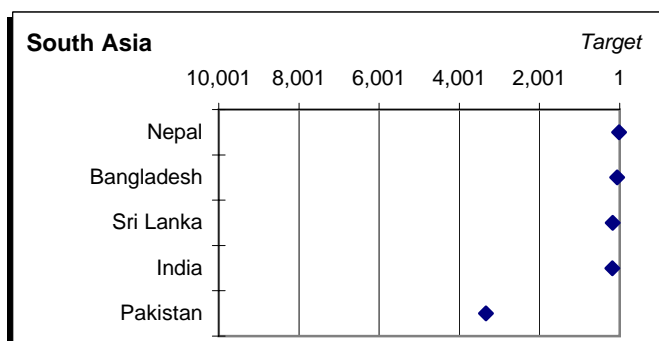 South Asia
Target
10,001 8,001 6,001 4,001 2,001 1
Nepal
Bangladesh
Sri Lanka
India
Pakistan